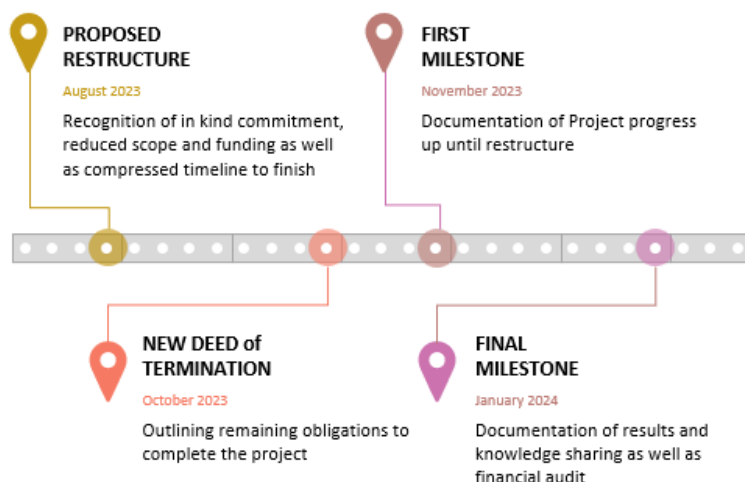 PROPOSED
RESTRUCTURE
August 2023
Recognition of in kind commitment,
reduced scope and funding as well
as compressed timeline to finish
FIRST
MILESTONE
November 2023
Documentation of Project progress
up until restructure
NEW DEED of
TERMINATION
October 2023
Outlining remaining obligations to
complete the project
FINAL
MILESTONE
January 2024
Documentation of results and
knowledge sharing as well as
financial audit